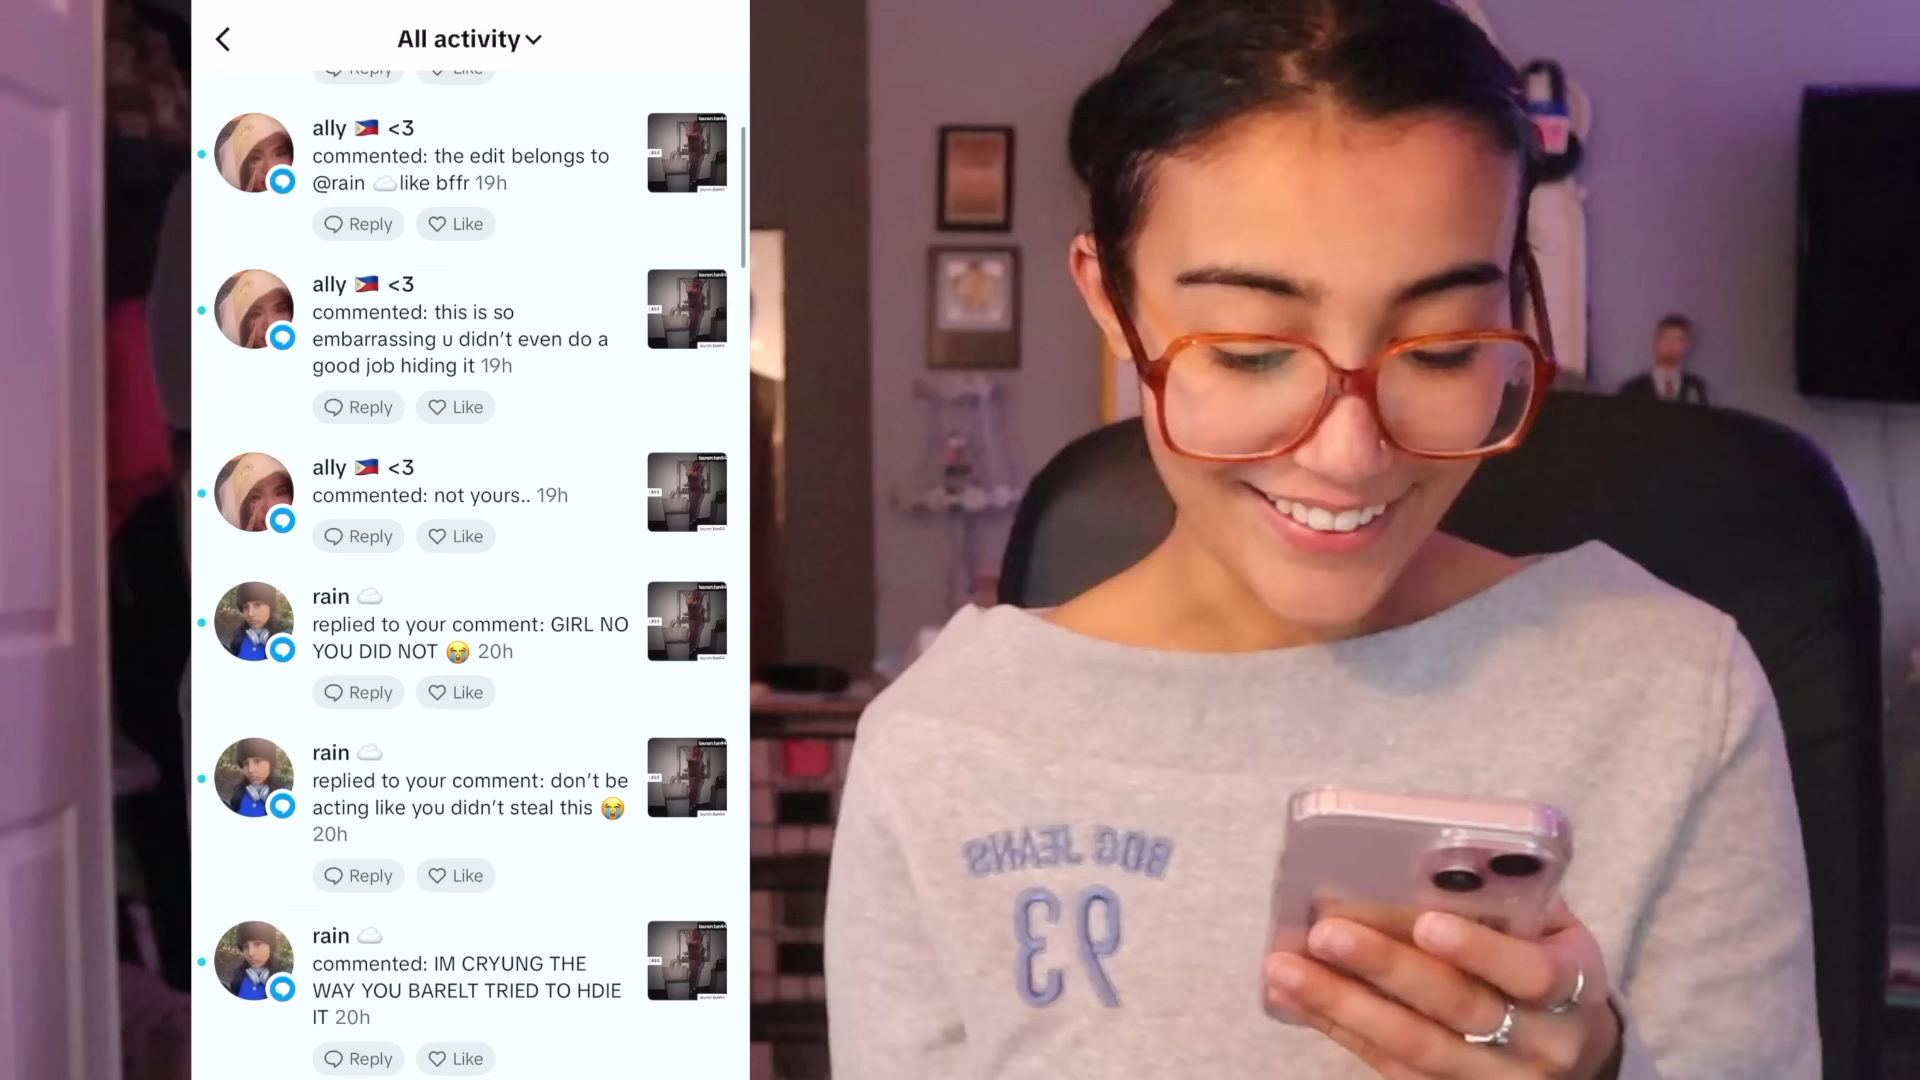 All activity
Reply Like
ally 🇵🇭 <3
commented: the edit belongs to
@rain ☁️like bffr 19h
Reply Like
ally 🇵🇭 <3
commented: this is so
embarrassing u didn’t even do a
good job hiding it 19h
Reply Like
ally 🇵🇭 <3
commented: not yours.. 19h
Reply Like
rain ☁️
replied to your comment: GIRL NO
YOU DID NOT 😭 20h
Reply Like
rain ☁️
replied to your comment: don’t be
acting like you didn’t steal this 😭
20h
Reply Like
rain ☁️
commented: IM CRYUNG THE
WAY YOU BARELT TRIED TO HDIE
IT 20h
Reply Like
BDG JEANS
93